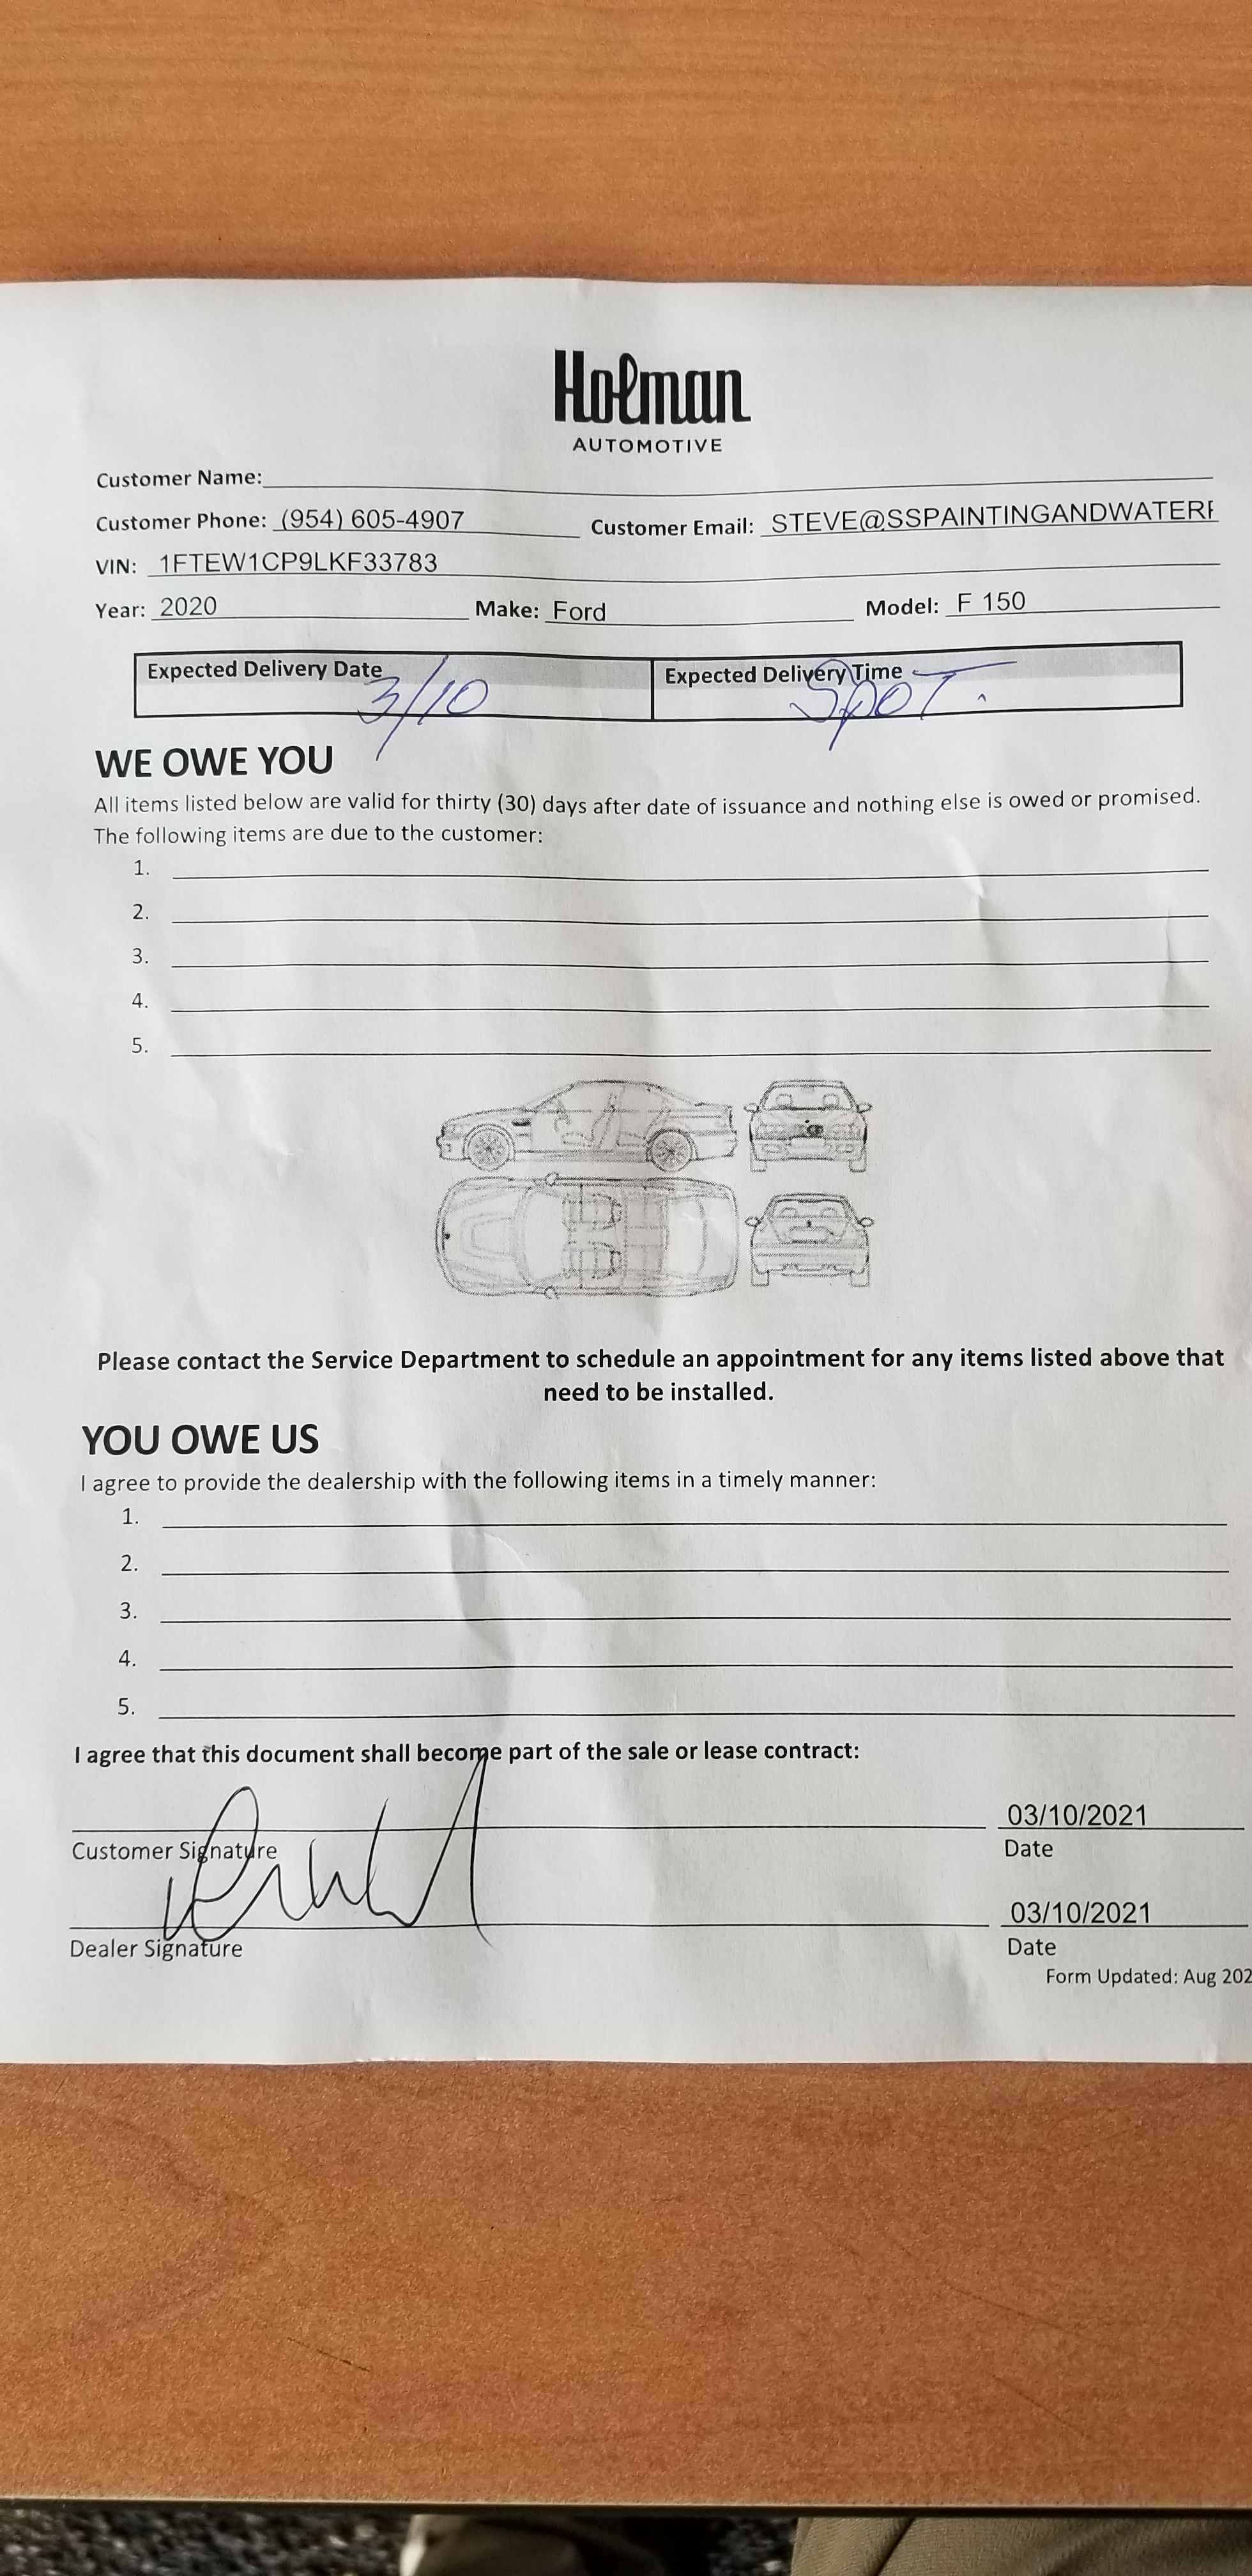 Holman
AUTOMOTIVE
Customer Name:
Customer Phone: (954) 605-4907 Customer Email: STEVE@SSPAINTINGANDWATER
VIN: 1FTEW1CP9LKF33783
Year: 2020 Make: Ford Model: F 150
Expected Delivery Date 3/10 Expected Delivery Time SPOT.
WE OWE YOU
All items listed below are valid for thirty (30) days after date of issuance and nothing else is owed or promised.
The following items are due to the customer:
1.
2.
3.
4.
5.
Please contact the Service Department to schedule an appointment for any items listed above that
need to be installed.
YOU OWE US
I agree to provide the dealership with the following items in a timely manner:
1.
2.
3.
4.
5.
I agree that this document shall become part of the sale or lease contract:
03/10/2021
Customer Signature Date
03/10/2021
Dealer Signature Date
Form Updated: Aug 202